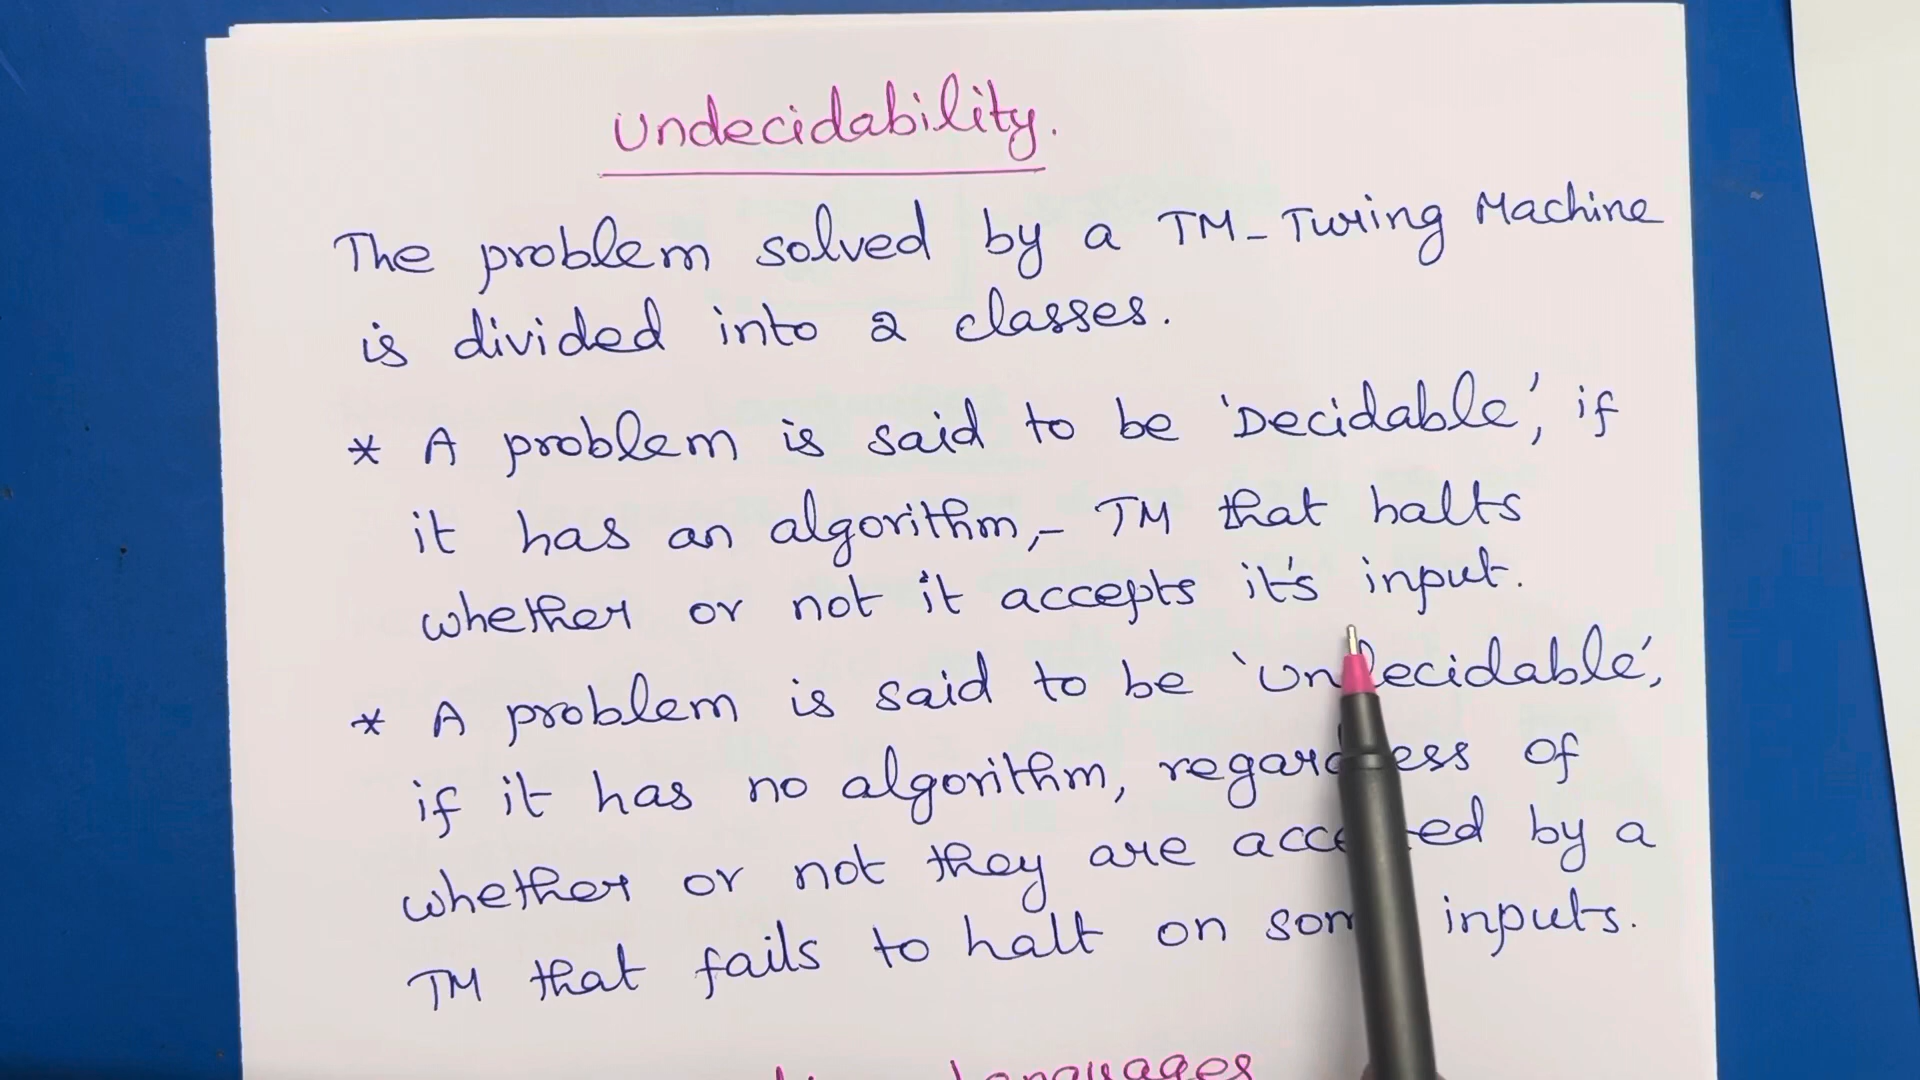 Undecidability.
The problem solved by a TM- Turing Machine
is divided into 2 classes.
* A problem is said to be 'Decidable', if
it has an algorithm,- TM that halts
whether or not it accepts it's input.
* A problem is said to be 'Undecidable',
if it has no algorithm, regardless of
whether or not they are accepted by a
TM that fails to halt on some inputs.
Languages